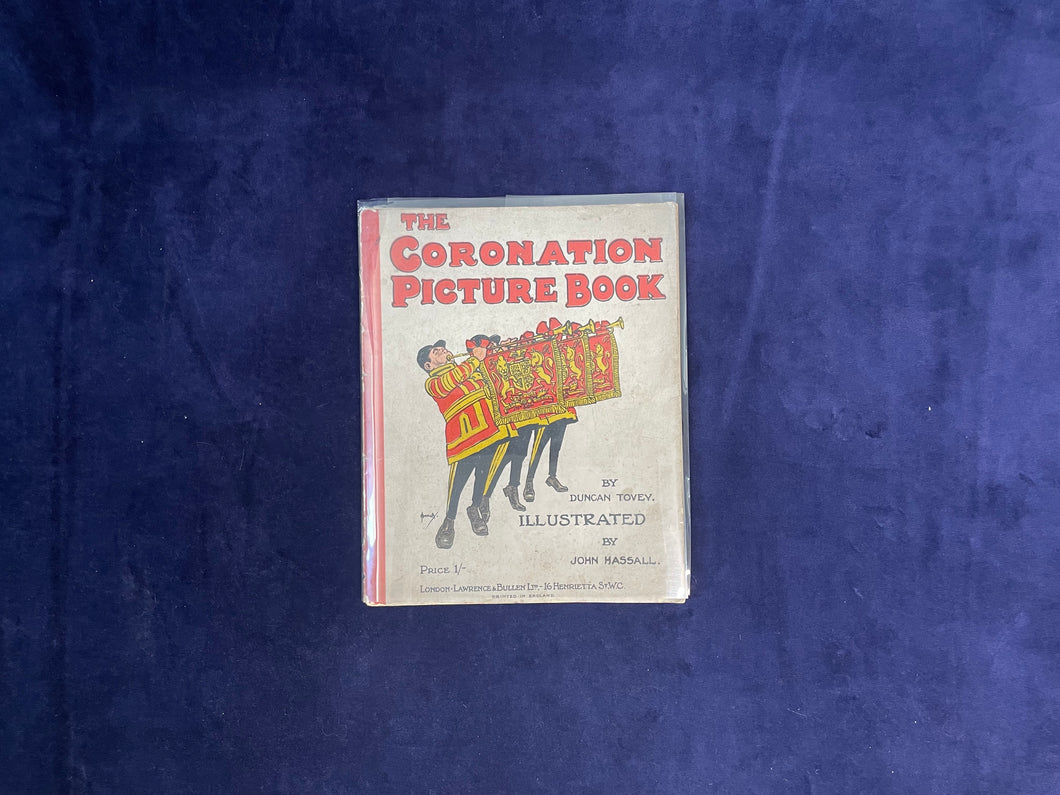 THE
CORONATION
PICTURE BOOK
BY
DUNCAN TOVEY.
ILLUSTRATED
BY
JOHN HASSALL.
PRICE 1/-
LONDON·LAWRENCE & BULLEN LTD.-16 HENRIETTA ST. W.C.
PRINTED·IN·ENGLAND